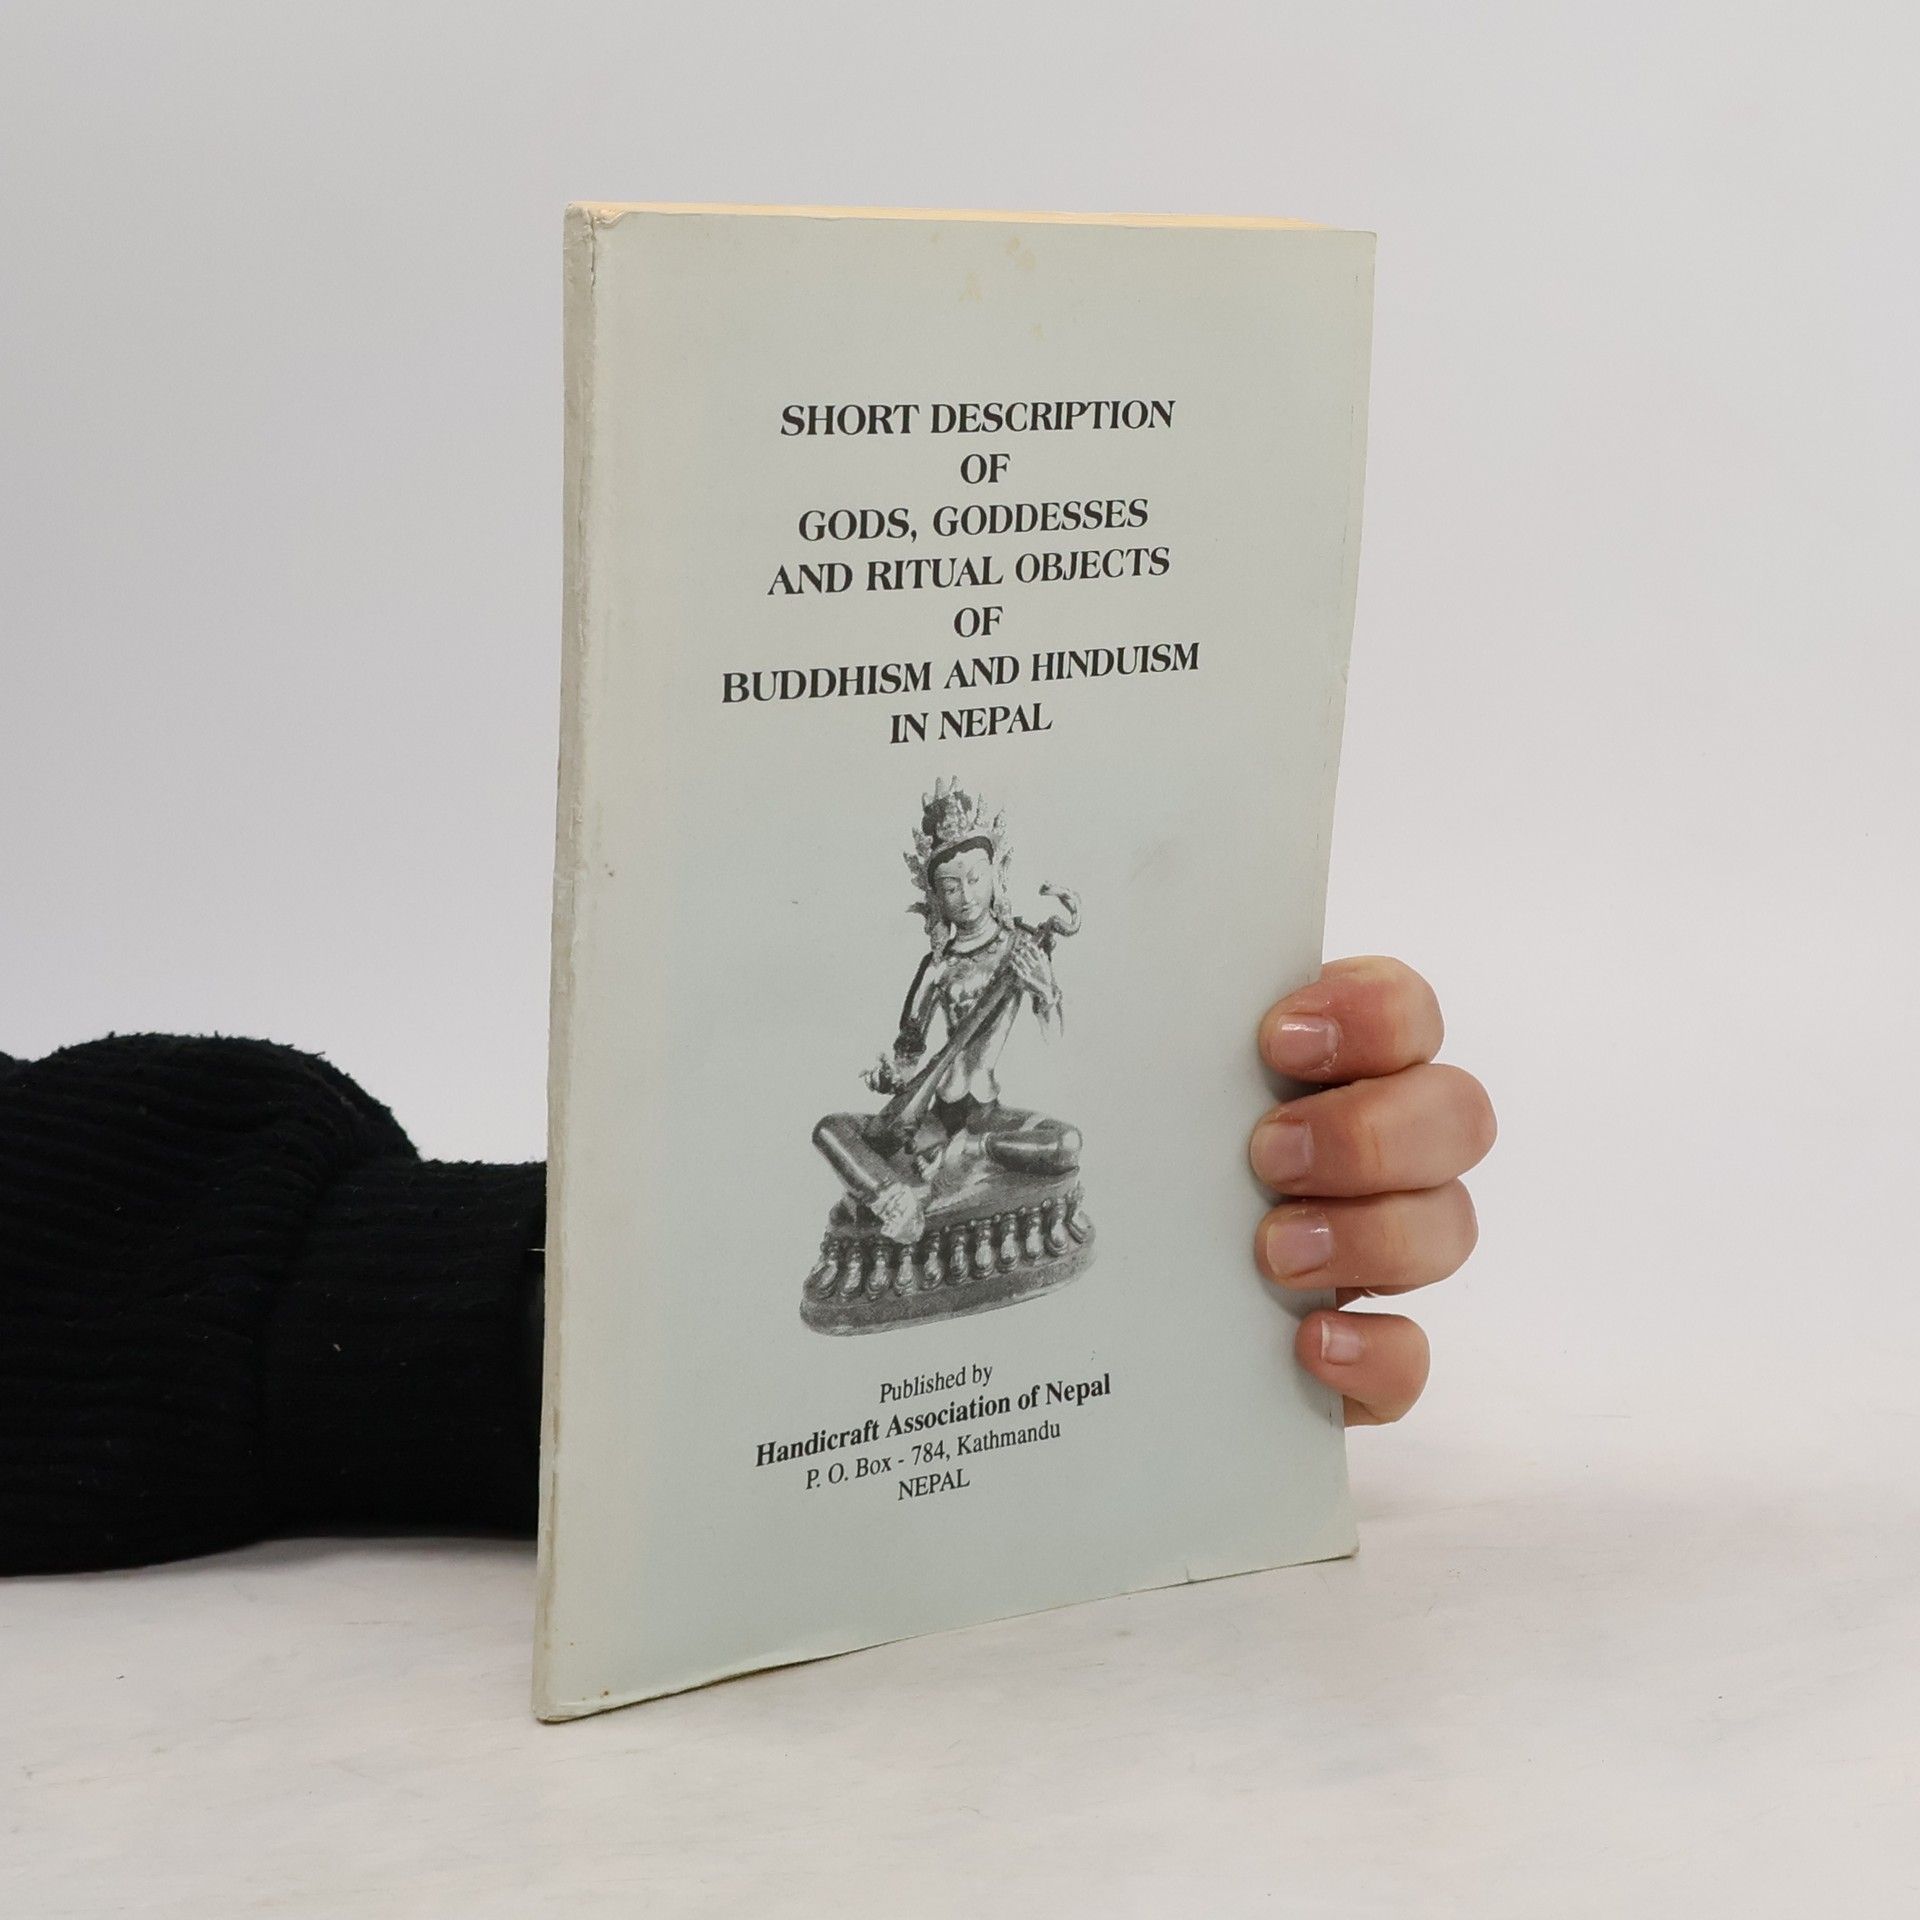 SHORT DESCRIPTION
OF
GODS, GODDESSES
AND RITUAL OBJECTS
OF
BUDDHISM AND HINDUISM
IN NEPAL
Published by
Handicraft Association of Nepal
P. O. Box - 784, Kathmandu
NEPAL